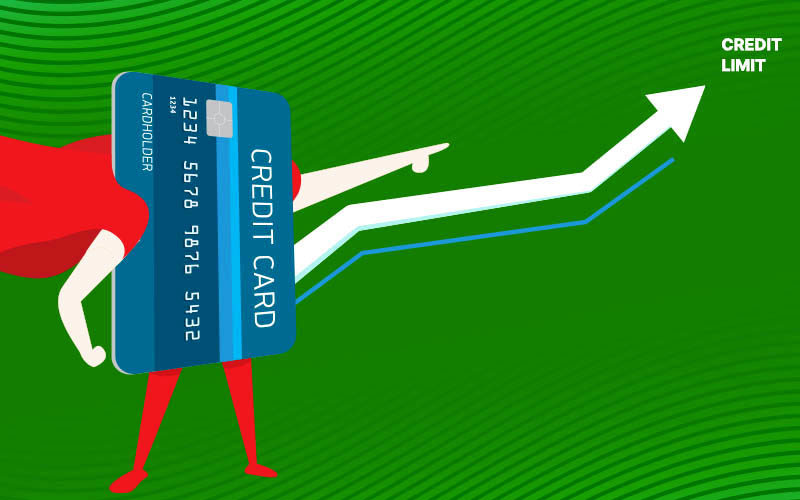 CREDIT
LIMIT
CREDIT CARD
1234 5678 9876 5432
1234
CARDHOLDER